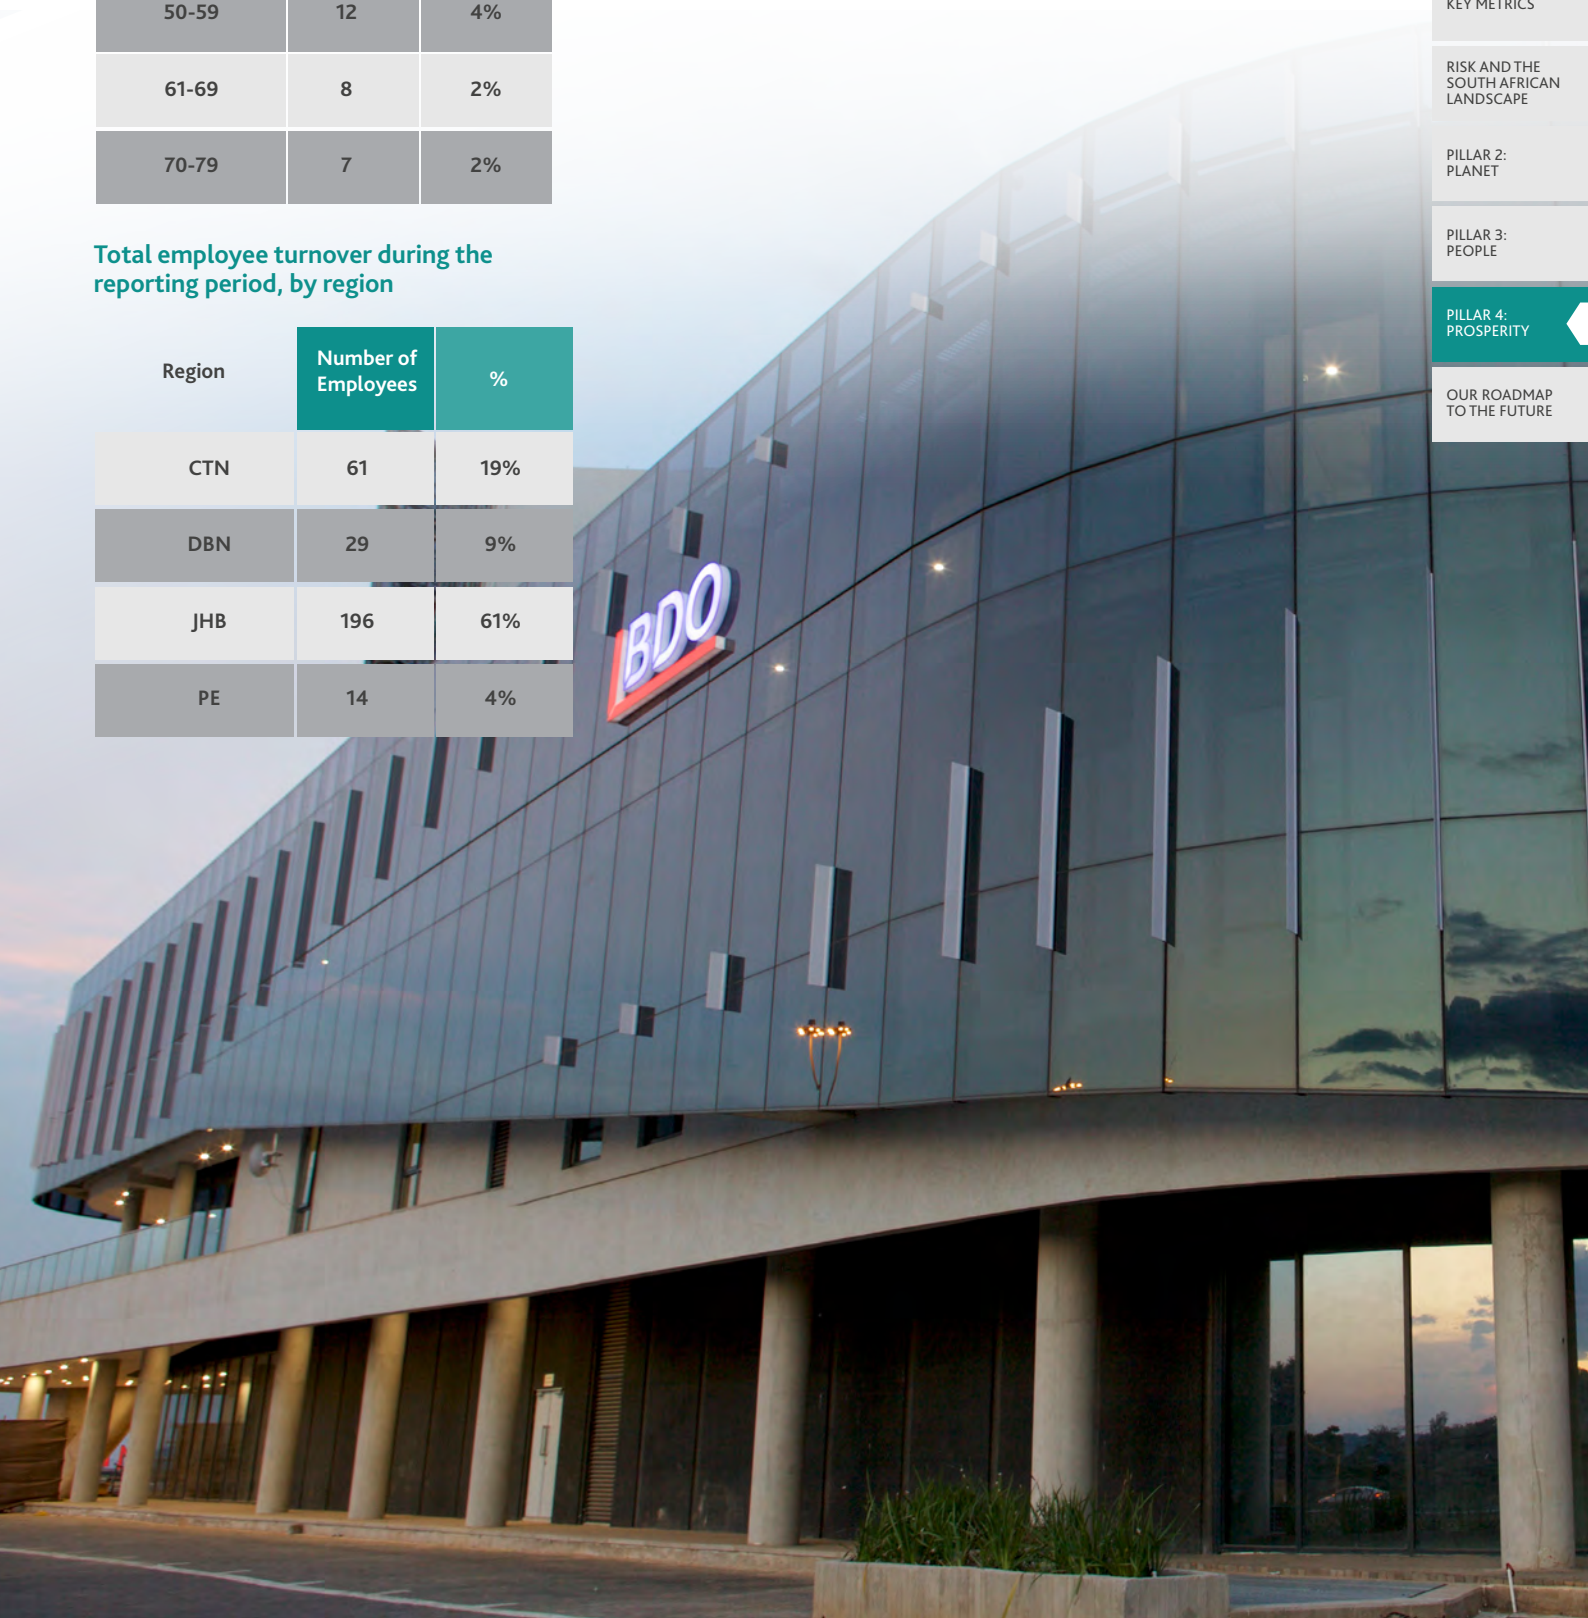 50-59 12 4%
61-69 8 2%
70-79 7 2%
Total employee turnover during the
reporting period, by region
Region Number of Employees %
CTN 61 19%
DBN 29 9%
JHB 196 61%
PE 14 4%
BDO
KEY METRICS
RISK AND THE
SOUTH AFRICAN
LANDSCAPE
PILLAR 2:
PLANET
PILLAR 3:
PEOPLE
PILLAR 4:
PROSPERITY
OUR ROADMAP
TO THE FUTURE